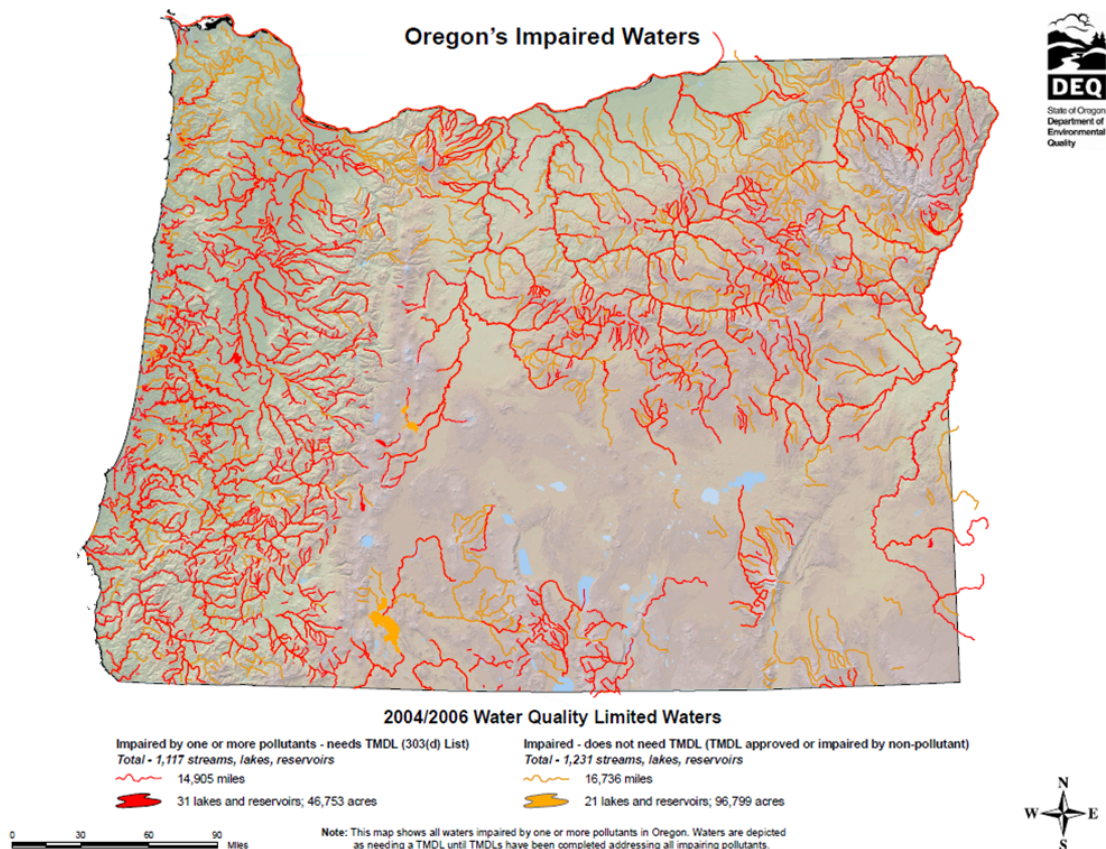 Oregon's Impaired Waters
DEQ
State of Oregon
Department of
Environmental
Quality
2004/2006 Water Quality Limited Waters
Impaired by one or more pollutants - needs TMDL (303(d) List)
Total - 1,117 streams, lakes, reservoirs
14,905 miles
31 lakes and reservoirs; 46,753 acres
Impaired - does not need TMDL (TMDL approved or impaired by non-pollutant)
Total - 1,231 streams, lakes, reservoirs
16,736 miles
21 lakes and reservoirs; 96,799 acres
0 30 60 90
Miles
Note: This map shows all waters impaired by one or more pollutants in Oregon. Waters are depicted
as needing a TMDL until TMDLs have been completed addressing all impairing pollutants.
N
W E
S